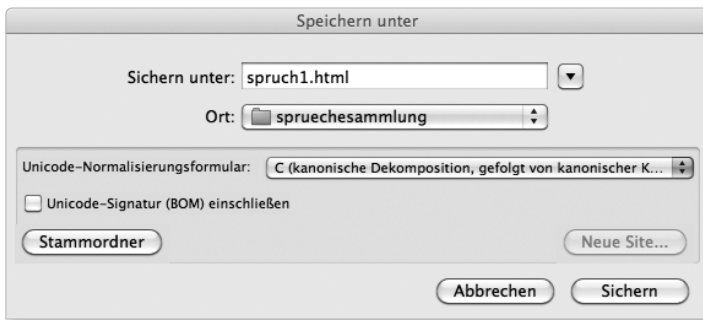 Speichern unter
Sichern unter: spruch1.html
Ort: spruechesammlung
Unicode-Normalisierungsformular: C (kanonische Dekomposition, gefolgt von kanonischer K...
Unicode-Signatur (BOM) einschließen
Stammordner Neue Site...
Abbrechen Sichern